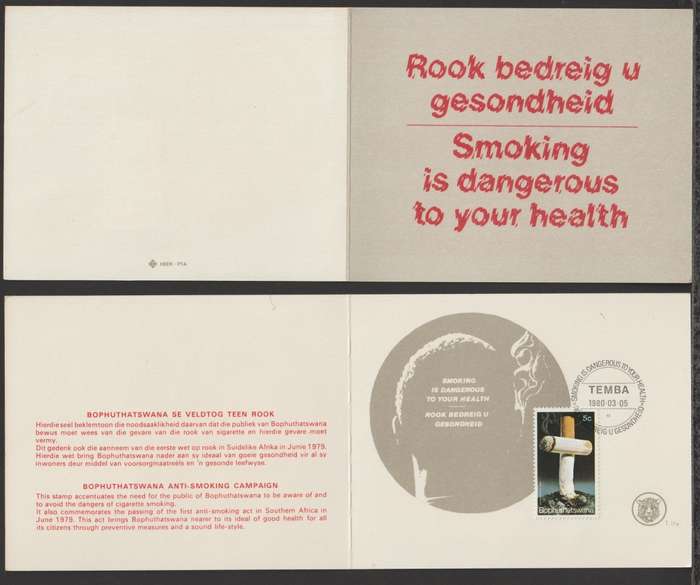 Rook bedreig u
gesondheid
Smoking
is dangerous
to your health
HEER - PTA
BOPHUTHATSWANA SE VELDTOG TEEN ROOK
Hierdie seël beklemtoon die noodsaaklikheid daarvan dat die publiek van Bophuthatswana
bewus moet wees van die gevare van die rook van sigarette en hierdie gevare moet
vermy.
Dit gedenk ook die aanneem van die eerste wet op rook in Suidelike Afrika in Junie 1979.
Hierdie wet bring Bophuthatswana nader aan sy ideaal van goeie gesondheid vir al sy
inwoners deur middel van voorsorgmaatreëls en 'n gesonde leefwyse.
BOPHUTHATSWANA ANTI-SMOKING CAMPAIGN
This stamp accentuates the need for the public of Bophuthatswana to be aware of and
to avoid the dangers of cigarette smoking.
It also commemorates the passing of the first anti-smoking act in Southern Africa in
June 1979. This act brings Bophuthatswana nearer to its ideal of good health for all
its citizens through preventive measures and a sound life-style.
SMOKING
IS DANGEROUS
TO YOUR HEALTH
ROOK BEDREIG U
GESONDHEID
SMOKING IS DANGEROUS TO YOUR HEALTH
TEMBA
1980-03-05
BEDREIG U GESONDHEID
5c
Bophuthatswana